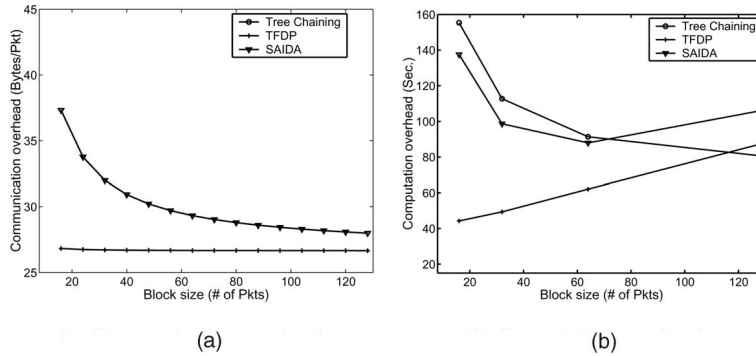 45
40
35
30
25
Communication overhead (Bytes/Pkt)
20
40
60
80
100
120
Block size (# of Pkts)
Tree Chaining
TFDP
SAIDA
(a)
160
140
120
100
80
60
40
20
Computation overhead (Sec.)
20
40
60
80
100
120
Block size (# of Pkts)
Tree Chaining
TFDP
SAIDA
(b)